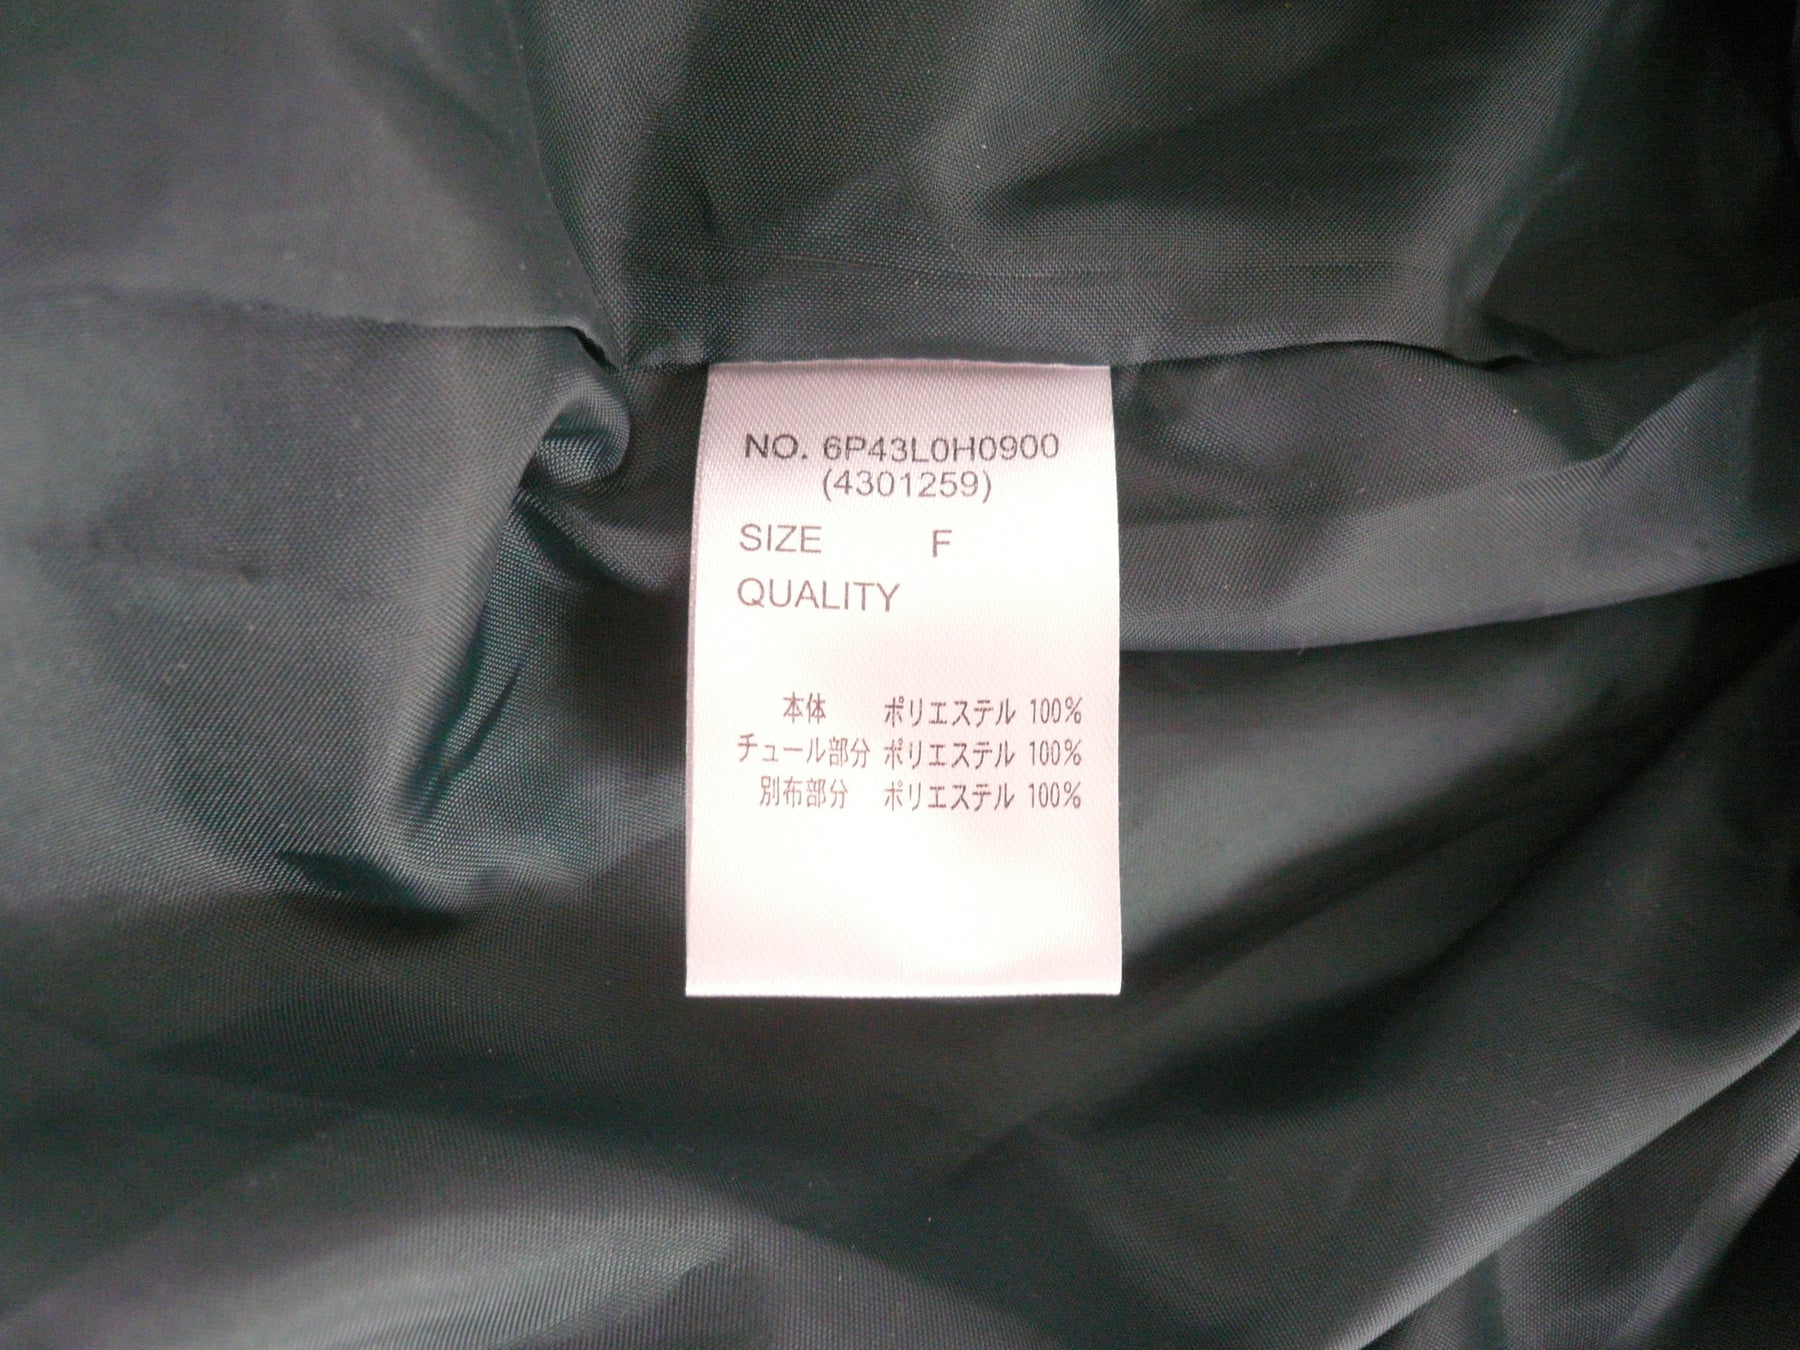 NO. 6P43L0H0900
(4301259)
SIZE F
QUALITY
本体 ポリエステル 100%
チュール部分 ポリエステル 100%
別布部分 ポリエステル 100%